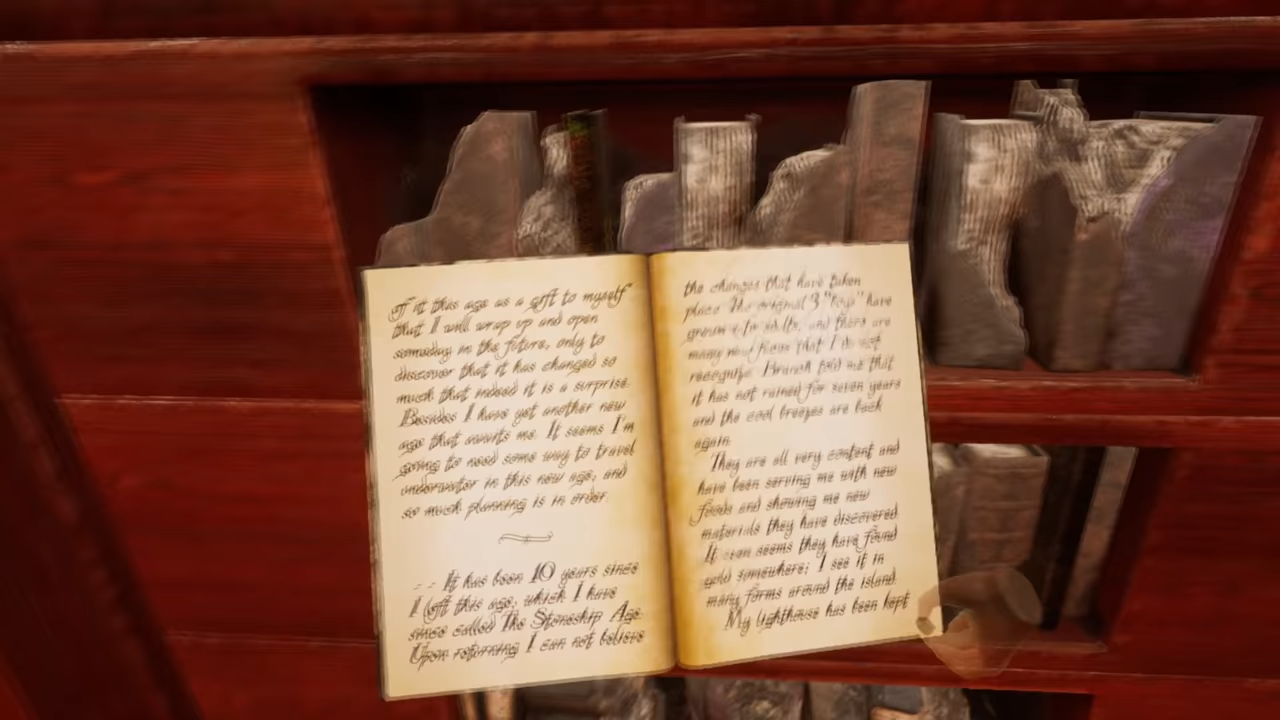 of it this age as a gift to myself
that I will wrap up and open
someday in the future, only to
discover that it has changed so
much that indeed it is a surprise.
Besides I have yet another new
age that awaits me. It seems I'm
going to need some way to travel
underwater in this new age, and
so much planning is in order.
- - It has been 10 years since
I left this age, which I have
since called The Stoneship Age.
Upon returning I can not believe
the changes that have taken
place. The original 3 "boys" have
grown into adults, and there are
many new faces that I do not
recognize. Branch told me that
it has not rained for seven years
and the cool breezes are back
again.
They are all very content and
have been serving me with new
foods and showing me new
materials they have discovered.
It even seems they have found
gold somewhere; I see it in
many forms around the island.
My lighthouse has been kept